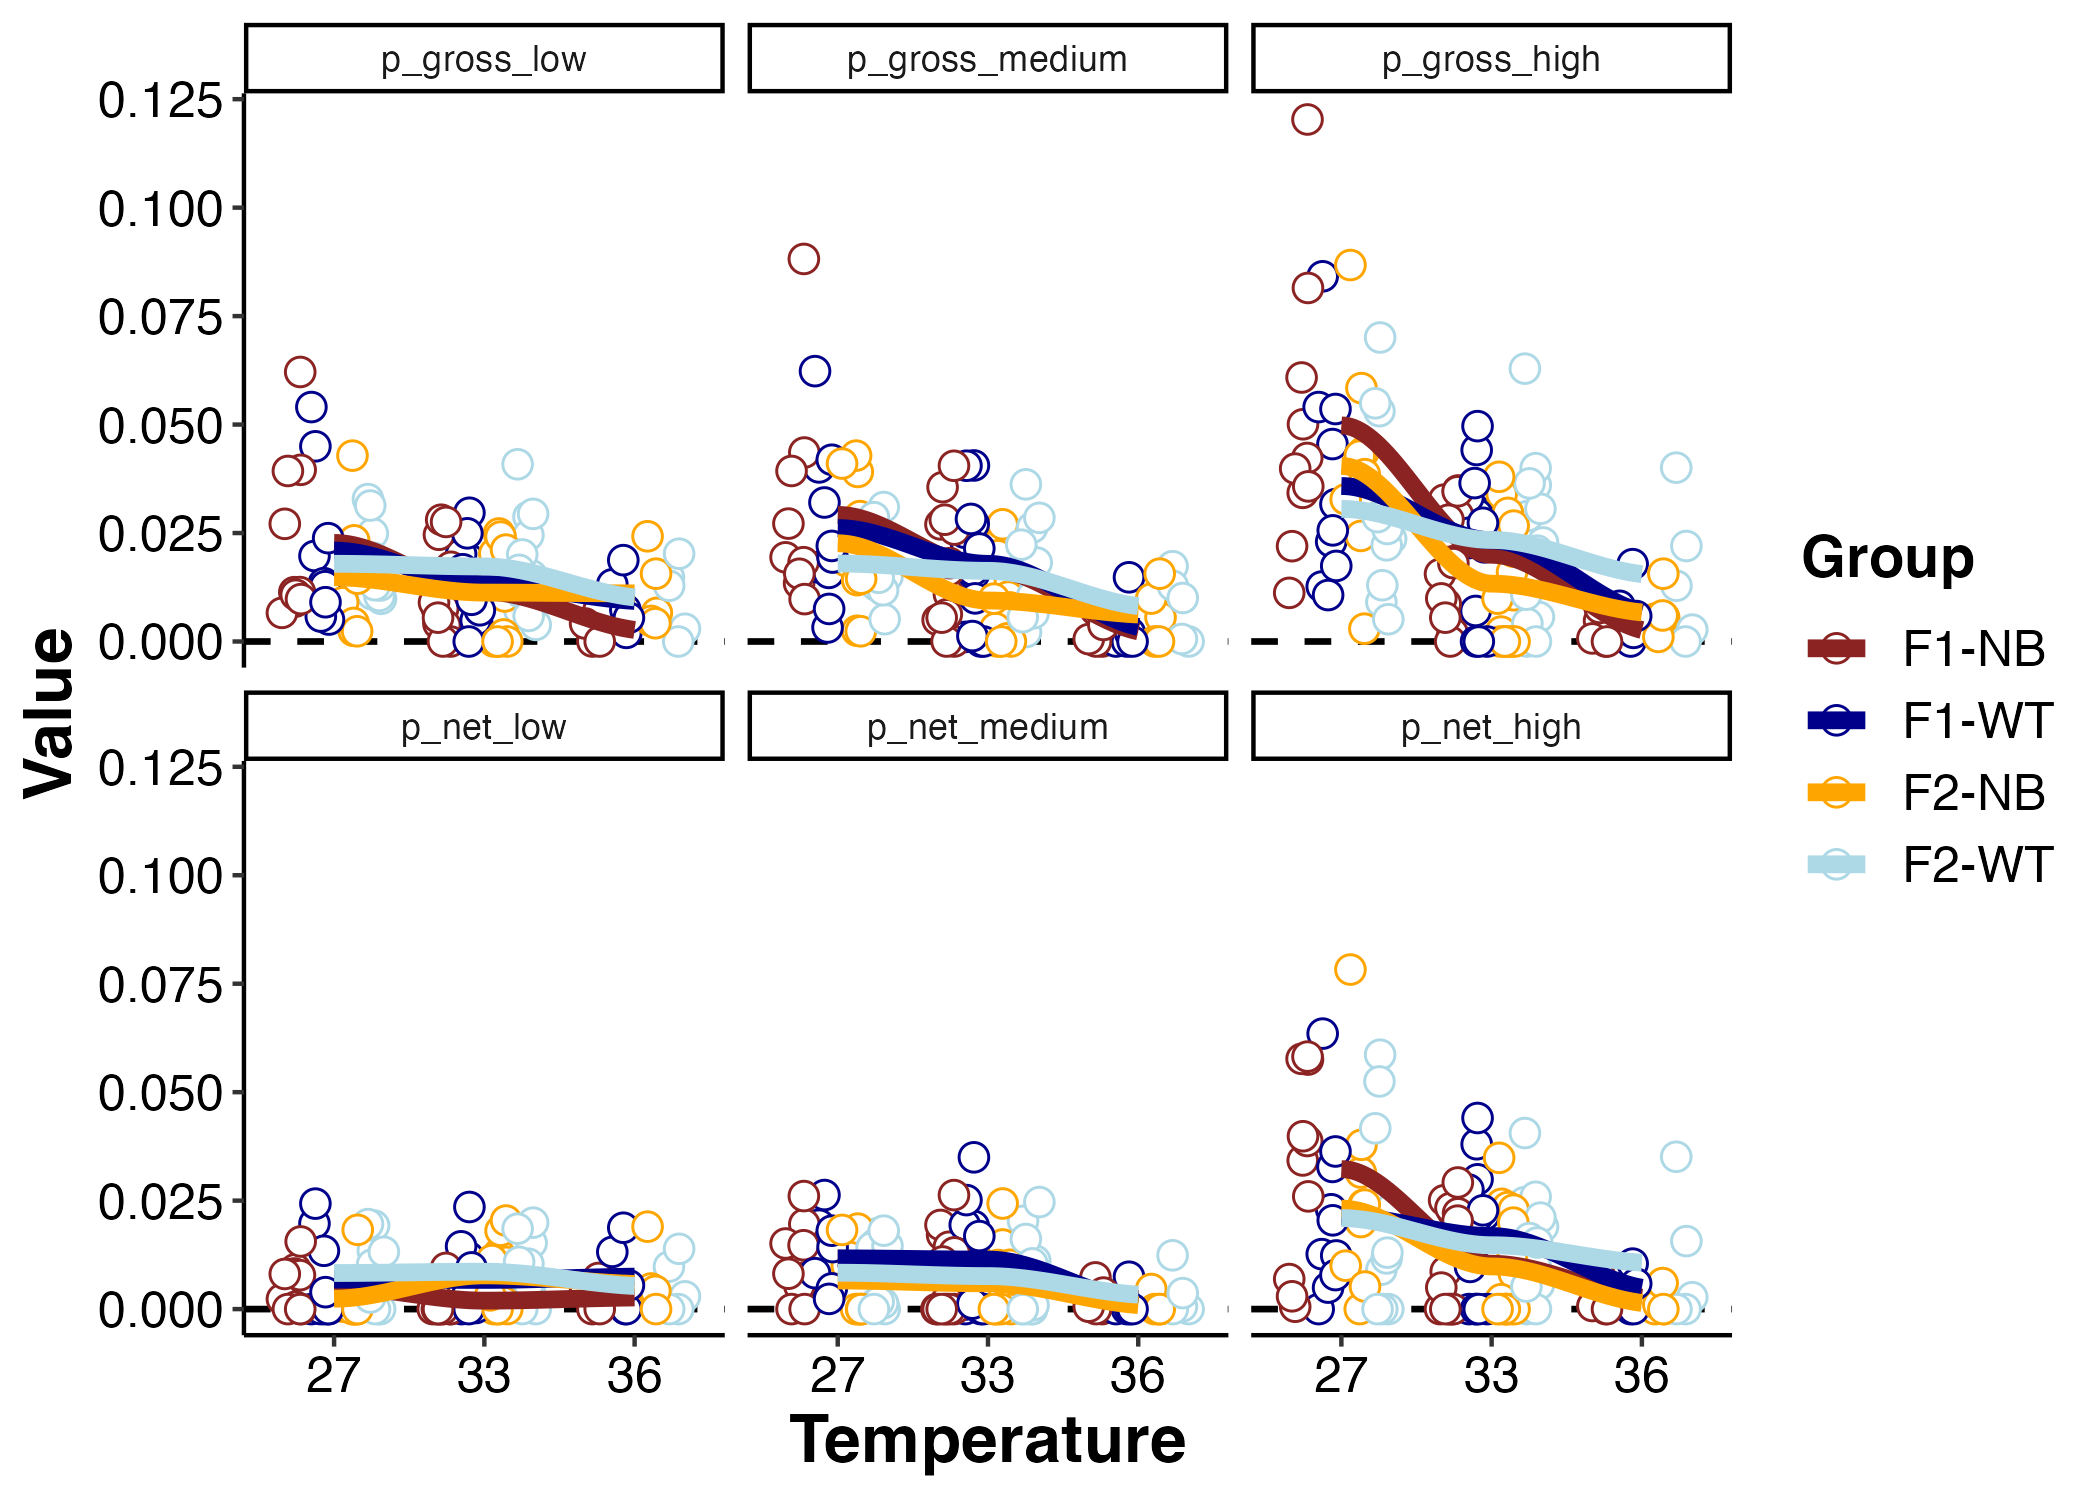 p_gross_low p_gross_medium p_gross_high
0.125
0.100
0.075
0.050
0.025
0.000
p_net_low p_net_medium p_net_high
0.125
0.100
0.075
0.050
0.025
0.000
27 33 36 27 33 36 27 33 36
Temperature
Value
Group
F1-NB
F1-WT
F2-NB
F2-WT